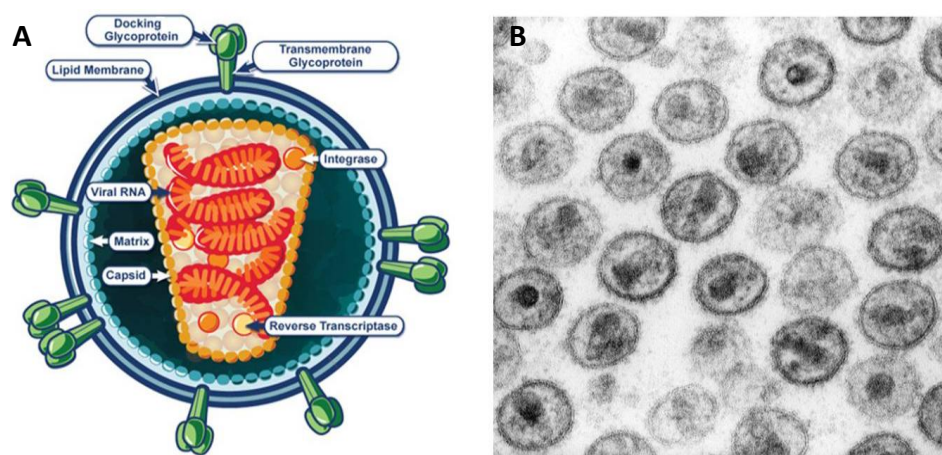 A
Docking
Glycoprotein
Transmembrane
Glycoprotein
Lipid Membrane
Integrase
Viral RNA
Matrix
Capsid
Reverse Transcriptase
B